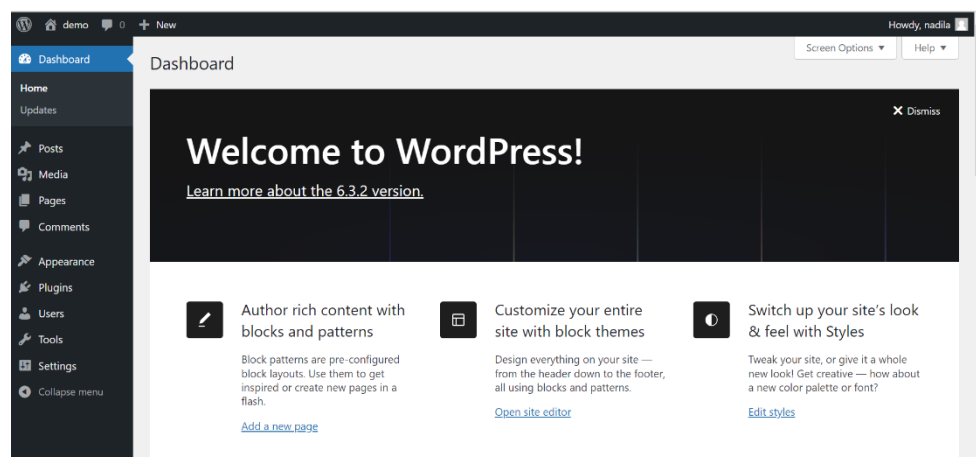 demo 0 New Howdy, nadila
Screen Options Help
Dashboard
Home
Updates
Posts
Media
Pages
Comments
Appearance
Plugins
Users
Tools
Settings
Collapse menu
Dashboard
Dismiss
Welcome to WordPress!
Learn more about the 6.3.2 version.
Author rich content with
blocks and patterns
Block patterns are pre-configured
block layouts. Use them to get
inspired or create new pages in a
flash.
Add a new page
Customize your entire
site with block themes
Design everything on your site —
from the header down to the footer,
all using blocks and patterns.
Open site editor
Switch up your site’s look
& feel with Styles
Tweak your site, or give it a whole
new look! Get creative — how about
a new color palette or font?
Edit styles